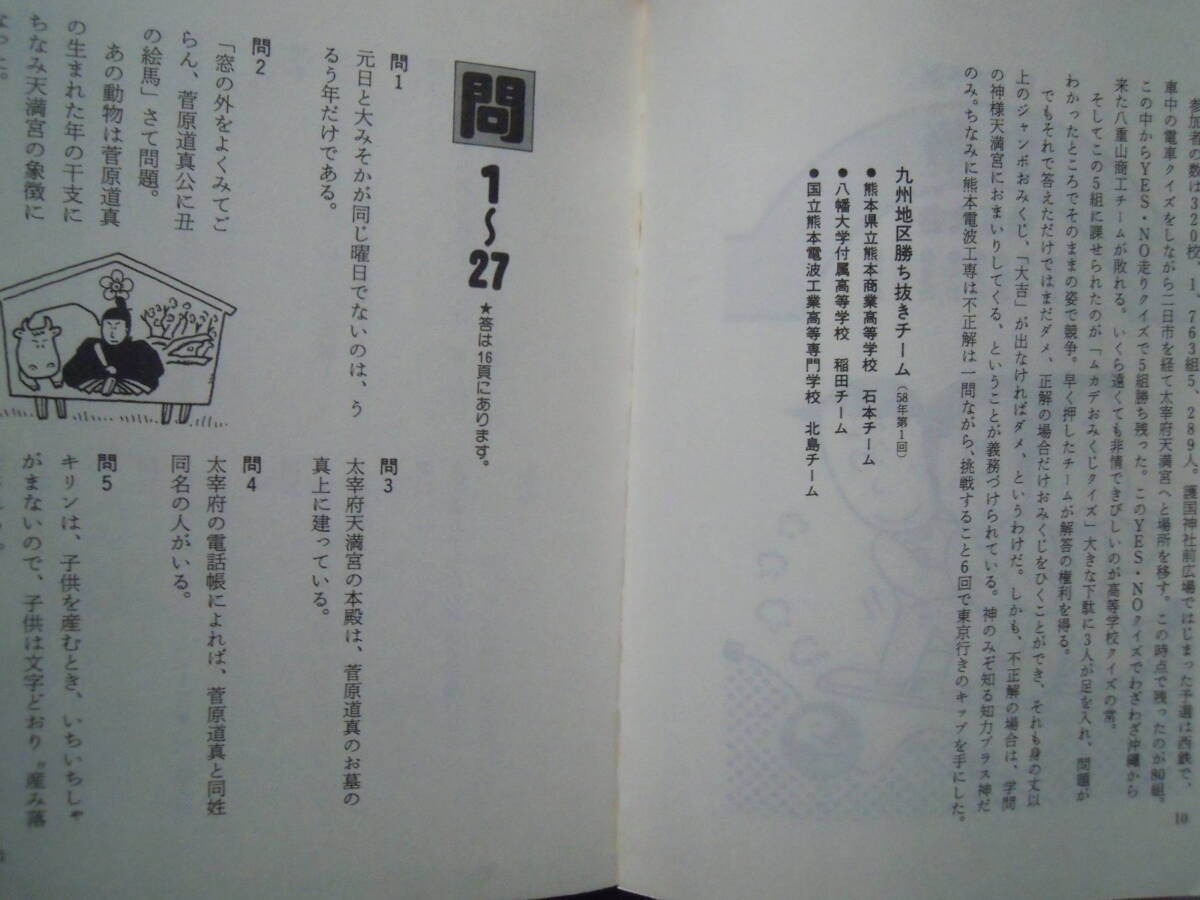 参加者の数は320校、1、763組5、289人。護国神社前広場ではじまった予選は西鉄で、
車中の電車クイズをしながら二日市を経て太宰府天満宮へと場所を移す。この時点で残ったのが80組。
この中からYES・NO走りクイズで5組勝ち残った。このYES・NOクイズでわざわざ沖縄から
来た八重山商工チームが敗れる。いくら遠くても非情できびしいのが高等学校クイズの常。
そしてこの5組に課せられたのが「ムカデおみくじクイズ」大きな下駄に3人が足を入れ、問題が
わかったところでそのままの姿で競争。早く押したチームが解答の権利を得る。
でもそれで答えただけではまだダメ、正解の場合だけおみくじをひくことができ、それも身の丈以
上のジャンボおみくじ、「大吉」が出なければダメ、というわけだ。しかも、不正解の場合は、学問
の神様天満宮におまいりしてくる、ということが義務づけられている。神のみぞ知る知力プラス神だ
のみ。ちなみに熊本電波工専は不正解は一問ながら、挑戦すること6回で東京行きのキップを手にした。
九州地区勝ち抜きチーム(58年第1回)
●熊本県立熊本商業高等学校 石本チーム
●八幡大学付属高等学校 稲田チーム
●国立熊本電波工業高等専門学校 北島チーム
10
問
1〜27
★答は16頁にあります。
問1
元日と大みそかが同じ曜日でないのは、う
るう年だけである。
問2
「窓の外をよくみてご
らん、菅原道真公に丑
の絵馬」さて問題。
あの動物は菅原道真
の生まれた年の干支に
ちなみ天満宮の象徴に
なった。
問3
太宰府天満宮の本殿は、菅原道真のお墓の
真上に建っている。
問4
太宰府の電話帳によれば、菅原道真と同姓
同名の人がいる。
問5
キリンは、子供を産むとき、いちいちしゃ
がまないので、子供は文字どおり〝産み落